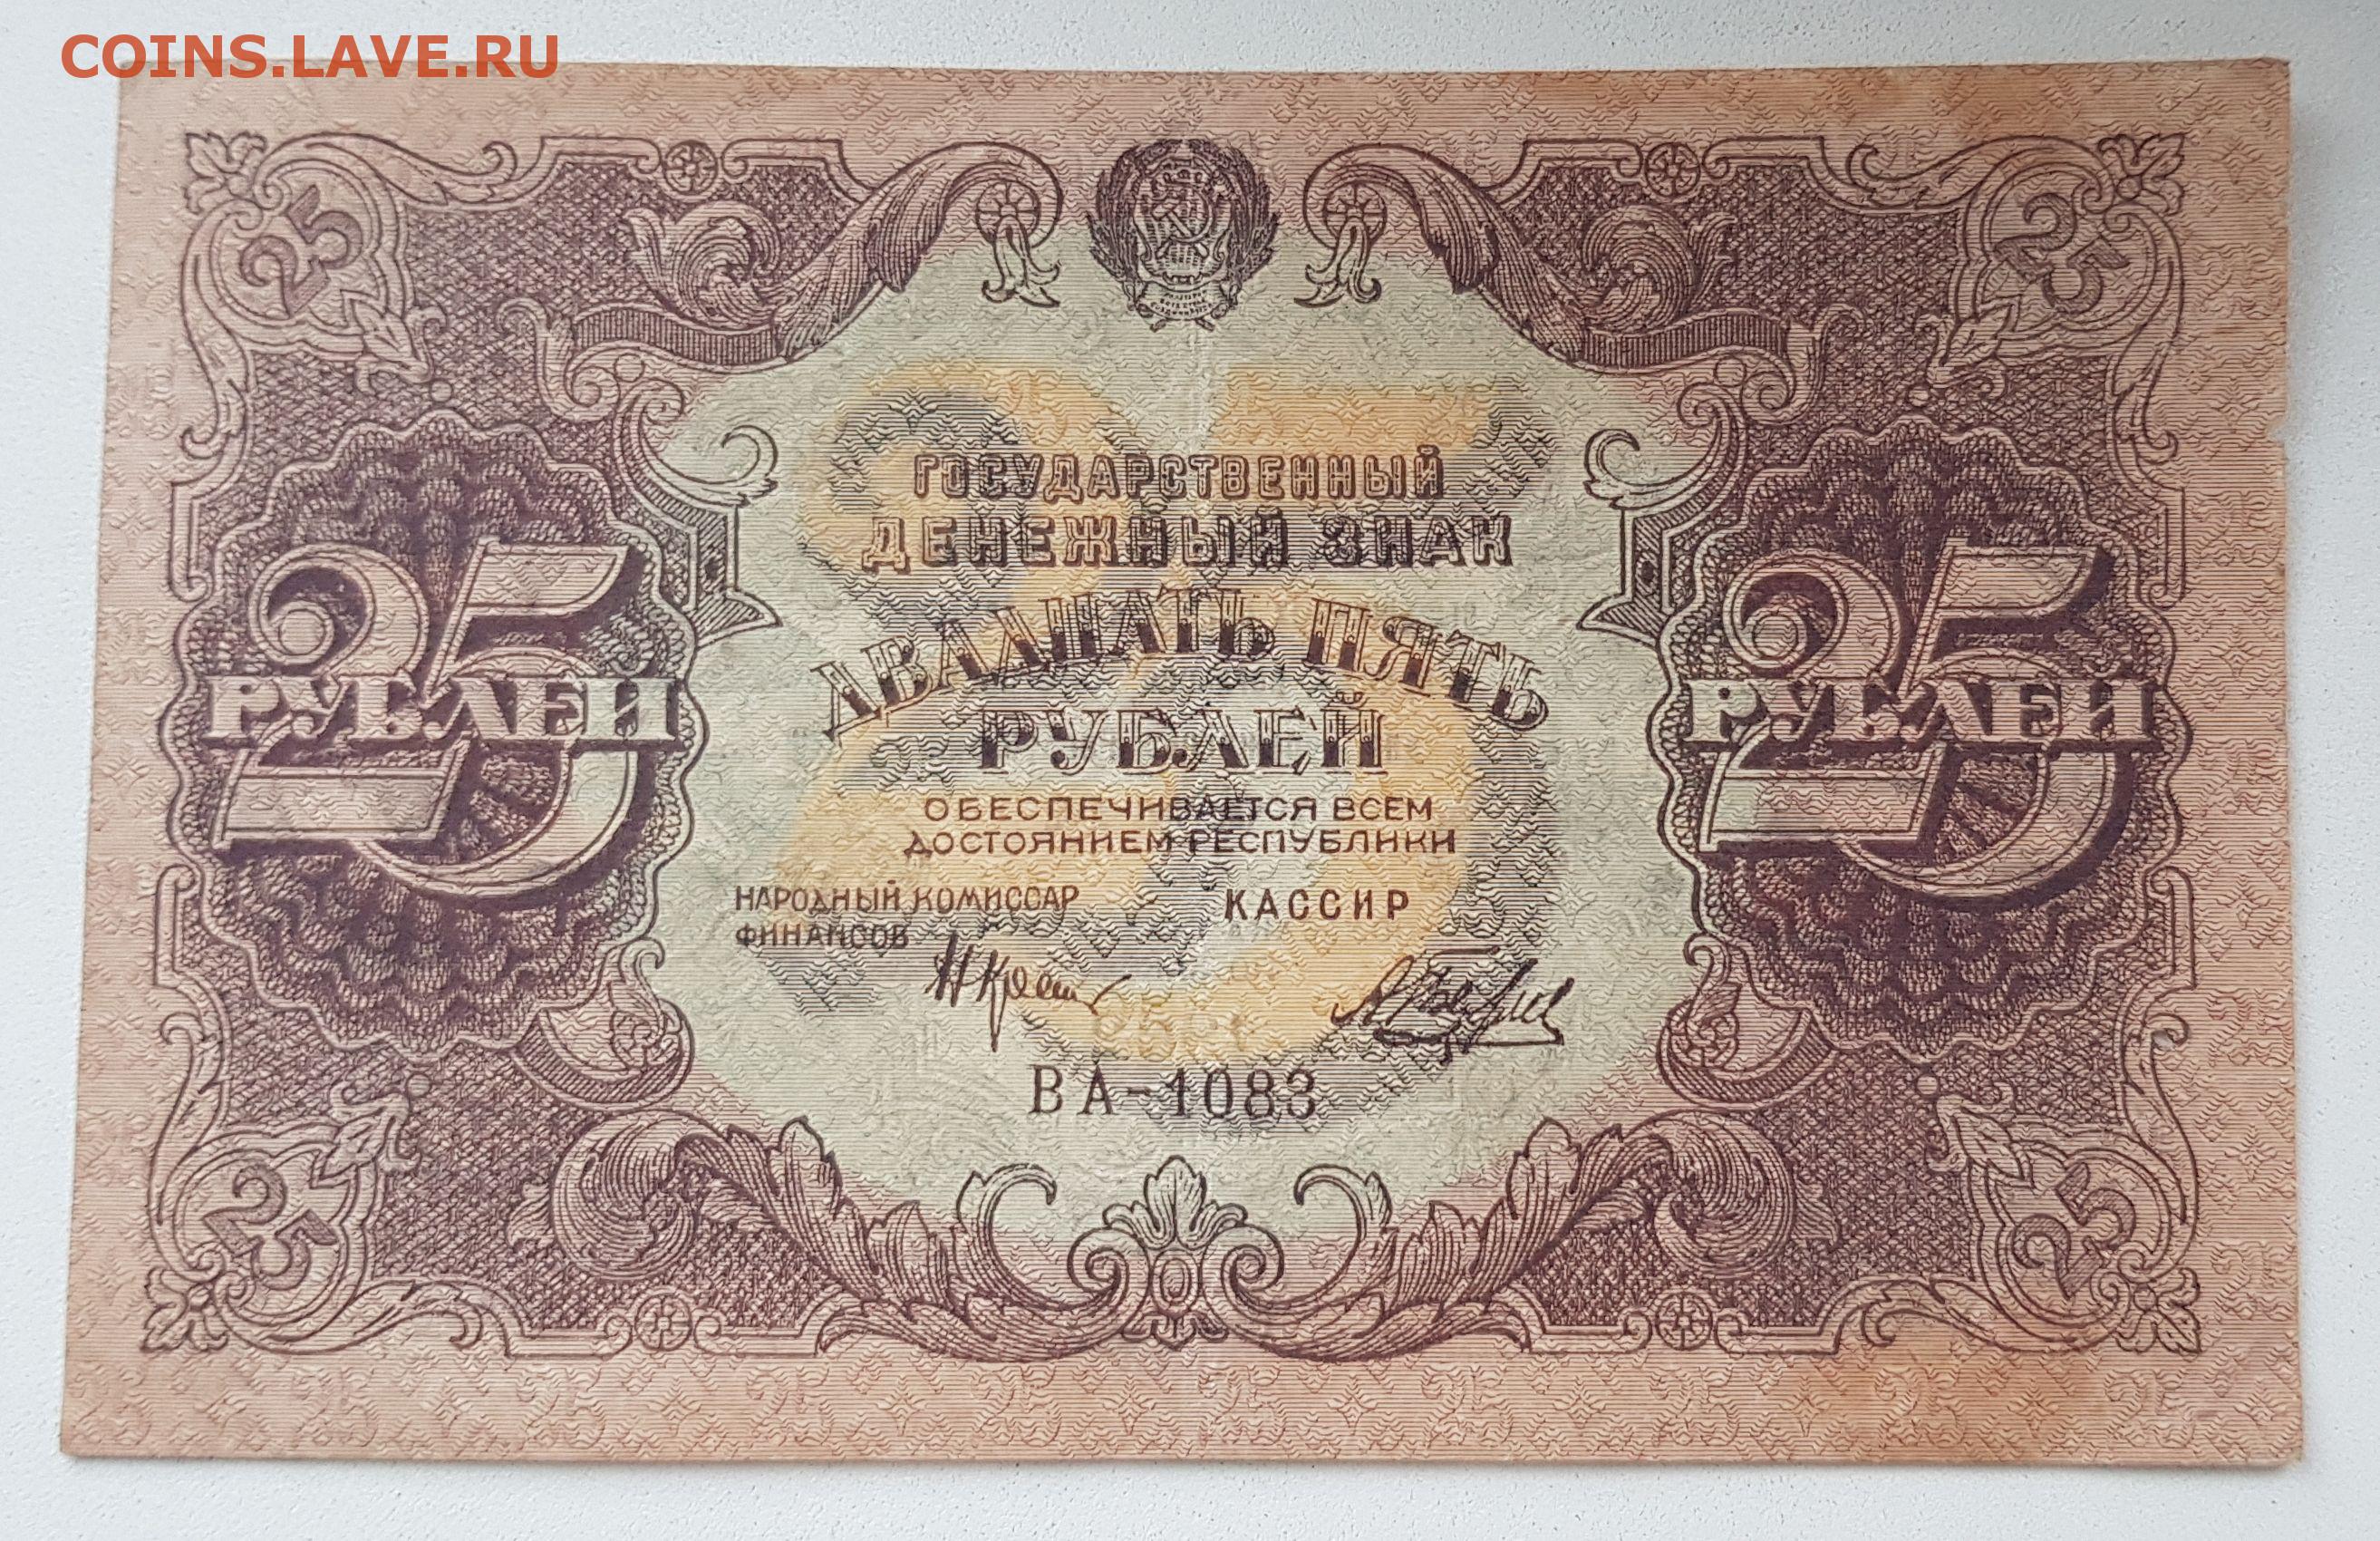 COINS.LAVE.RU
25
25
ГОСУДАРСТВЕННЫЙ
ДЕНЕЖНЫЙ ЗНАК
ДВАДЦАТЬ ПЯТЬ
РУБЛЕЙ
25
РУБЛЕЙ
25
РУБЛЕЙ
ОБЕСПЕЧИВАЕТСЯ ВСЕМ
ДОСТОЯНИЕМ РЕСПУБЛИКИ
НАРОДНЫЙ КОМИССАР
ФИНАНСОВ
КАССИР
ВА-1083
25
25